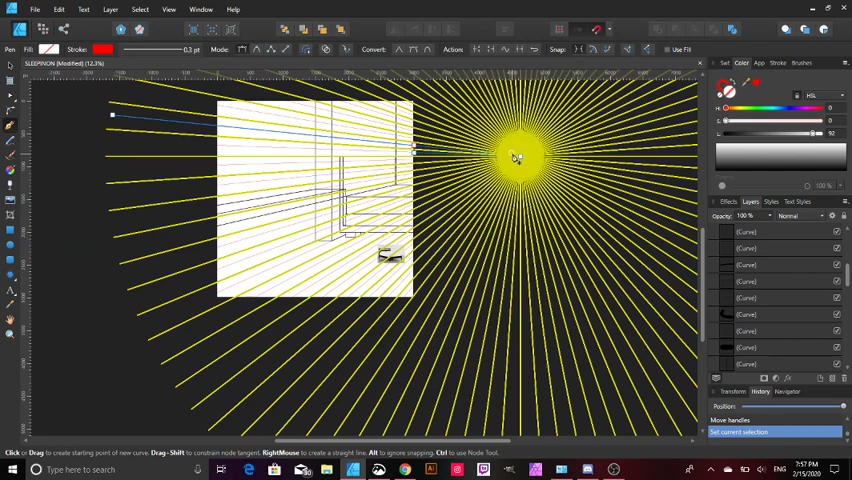 File Edit Text Layer Select View Window Help
Pen Fill: Stroke: 0.3 pt Mode: Convert: Action: Snap: Use Fill
SLEEPINON (Modified) (12.3%)
Set Color App Stroke Brushes
HSL
H 0
S 0
L 92
100 %
Effects Layers Styles Text Styles
Opacity: 100 % Normal
(Curve)
(Curve)
(Curve)
(Curve)
(Curve)
(Curve)
(Curve)
(Curve)
(Curve)
Transform History Navigator
Position:
Move handles
Set current selection
Click or Drag to create starting point of new curve. Drag+Shift to constrain node tangent. RightMouse to create a straight line. Alt to ignore snapping. Ctrl to use Node Tool.
Type here to search
ENG
7:57 PM
2/15/2020